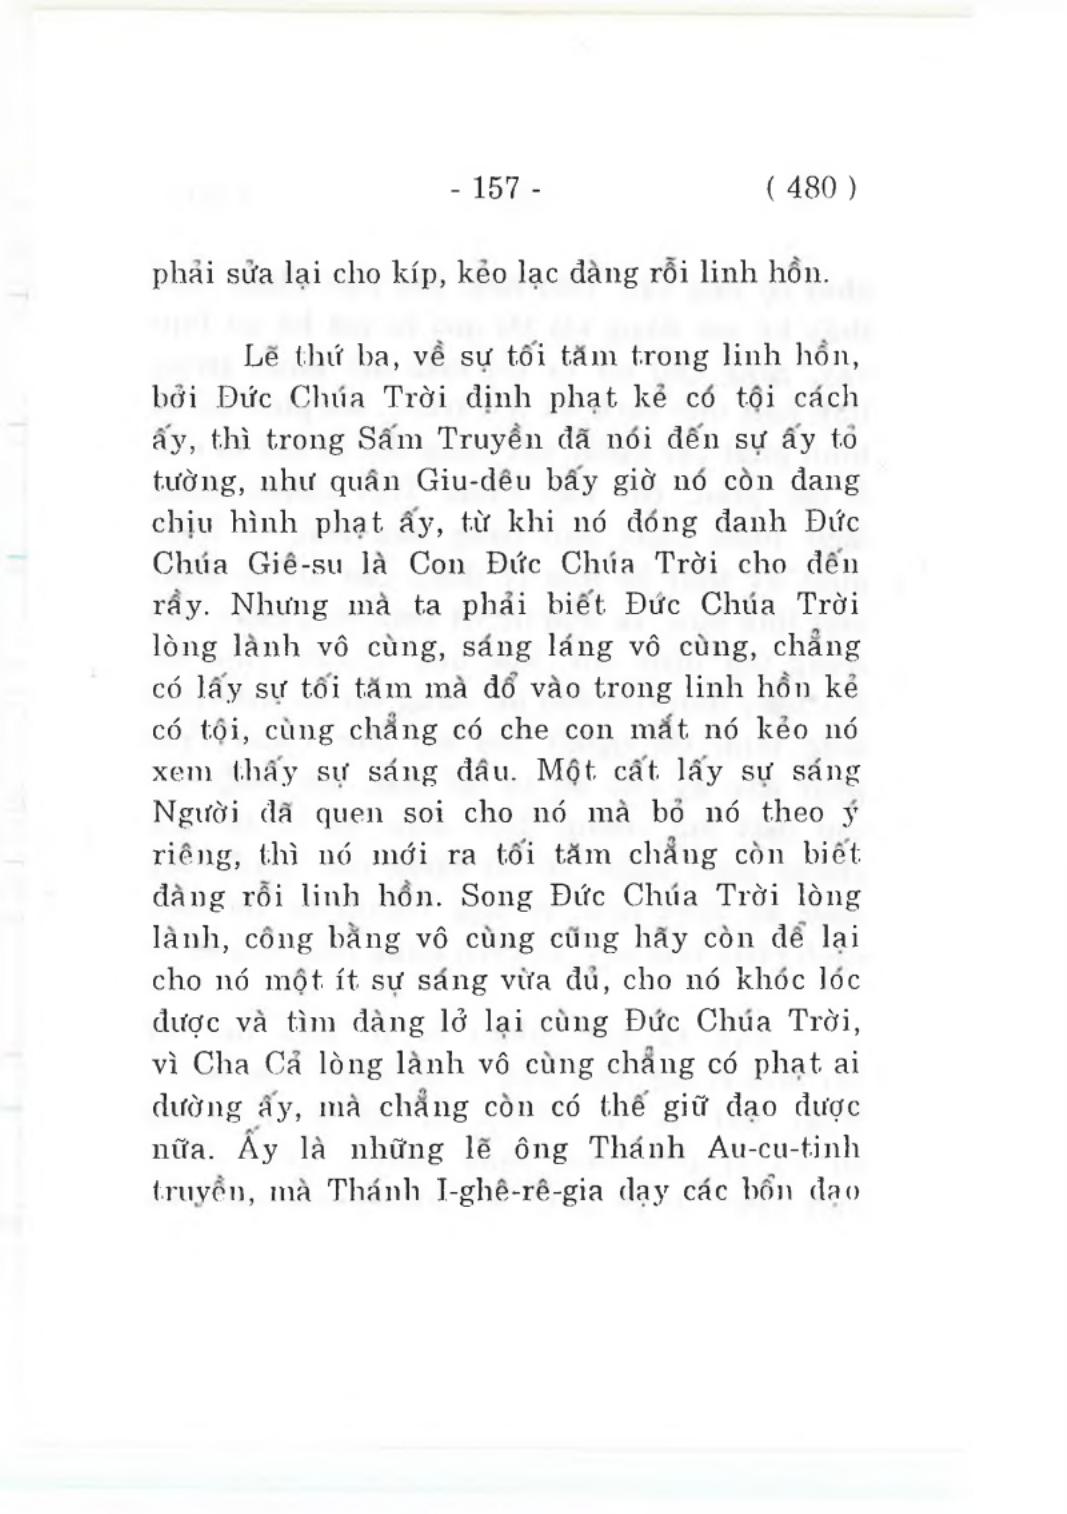 - 157 - ( 480 )
phải sửa lại cho kíp, kẻo lạc đàng rỗi linh hồn.
Lẽ thứ ba, về sự tối tăm trong linh hồn,
bởi Đức Chúa Trời định phạt kẻ có tội cách
ấy, thì trong Sấm Truyền đã nói đến sự ấy tỏ
tường, như quân Giu-dêu bấy giờ nó còn đang
chịu hình phạt ấy, từ khi nó đóng đanh Đức
Chúa Giê-su là Con Đức Chúa Trời cho đến
rầy. Nhưng mà ta phải biết Đức Chúa Trời
lòng lành vô cùng, sáng láng vô cùng, chẳng
có lấy sự tối tăm mà đổ vào trong linh hồn kẻ
có tội, cùng chẳng có che con mắt nó kẻo nó
xem thấy sự sáng đâu. Một cất lấy sự sáng
Người đã quen soi cho nó mà bỏ nó theo ý
riêng, thì nó mới ra tối tăm chẳng còn biết
đàng rỗi linh hồn. Song Đức Chúa Trời lòng
lành, công bằng vô cùng cũng hãy còn để lại
cho nó một ít sự sáng vừa đủ, cho nó khóc lóc
được và tìm đàng lở lại cùng Đức Chúa Trời,
vì Cha Cả lòng lành vô cùng chẳng có phạt ai
dường ấy, mà chẳng còn có thế giữ đạo được
nữa. Ấy là những lẽ ông Thánh Au-cu-tinh
truyền, mà Thánh I-ghê-rê-gia dạy các bổn đạo